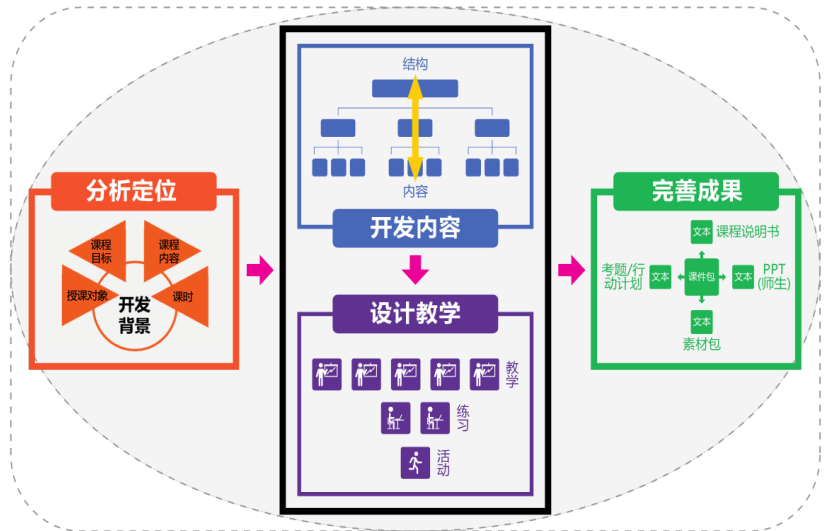 分析定位
课程
目标
课程
内容
授课对象
课时
开发
背景
结构
内容
开发内容
设计教学
教学
练习
活动
完善成果
文本
课程说明书
考题/行
动计划
文本
课件包
文本
PPT
(师生)
文本
素材包